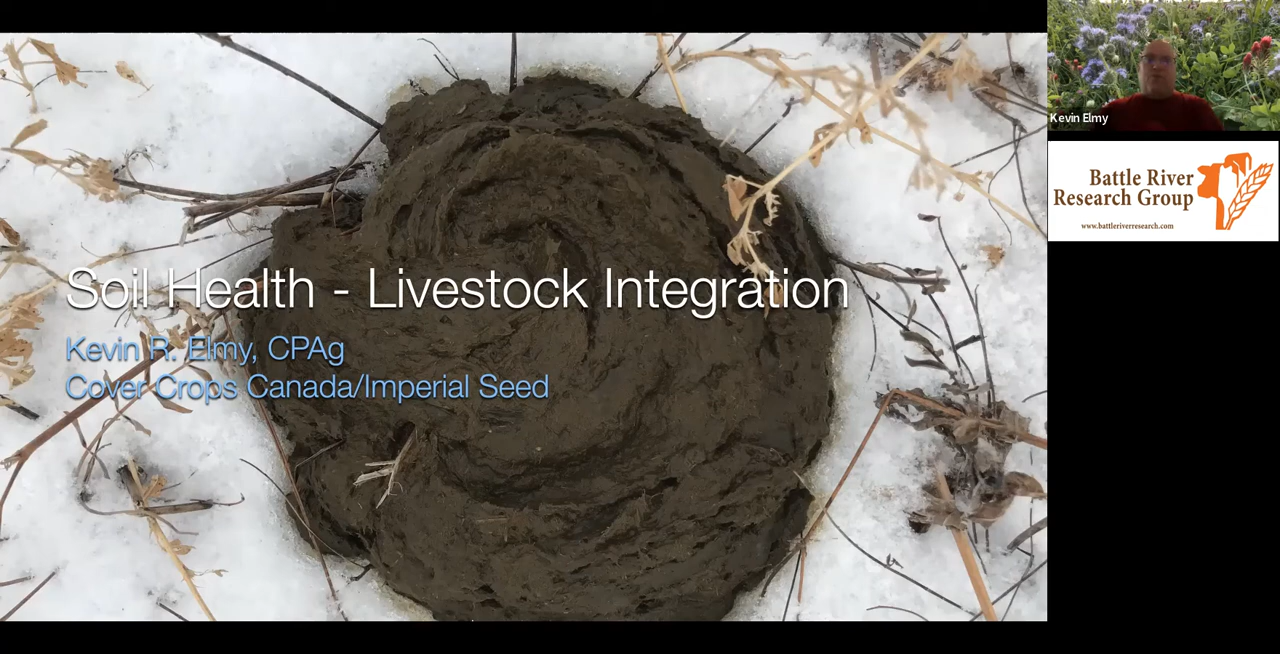 Soil Health - Livestock Integration
Kevin R. Elmy, CPAg
Cover Crops Canada/Imperial Seed
Kevin Elmy
Battle River
Research Group
www.battleriverresearch.com